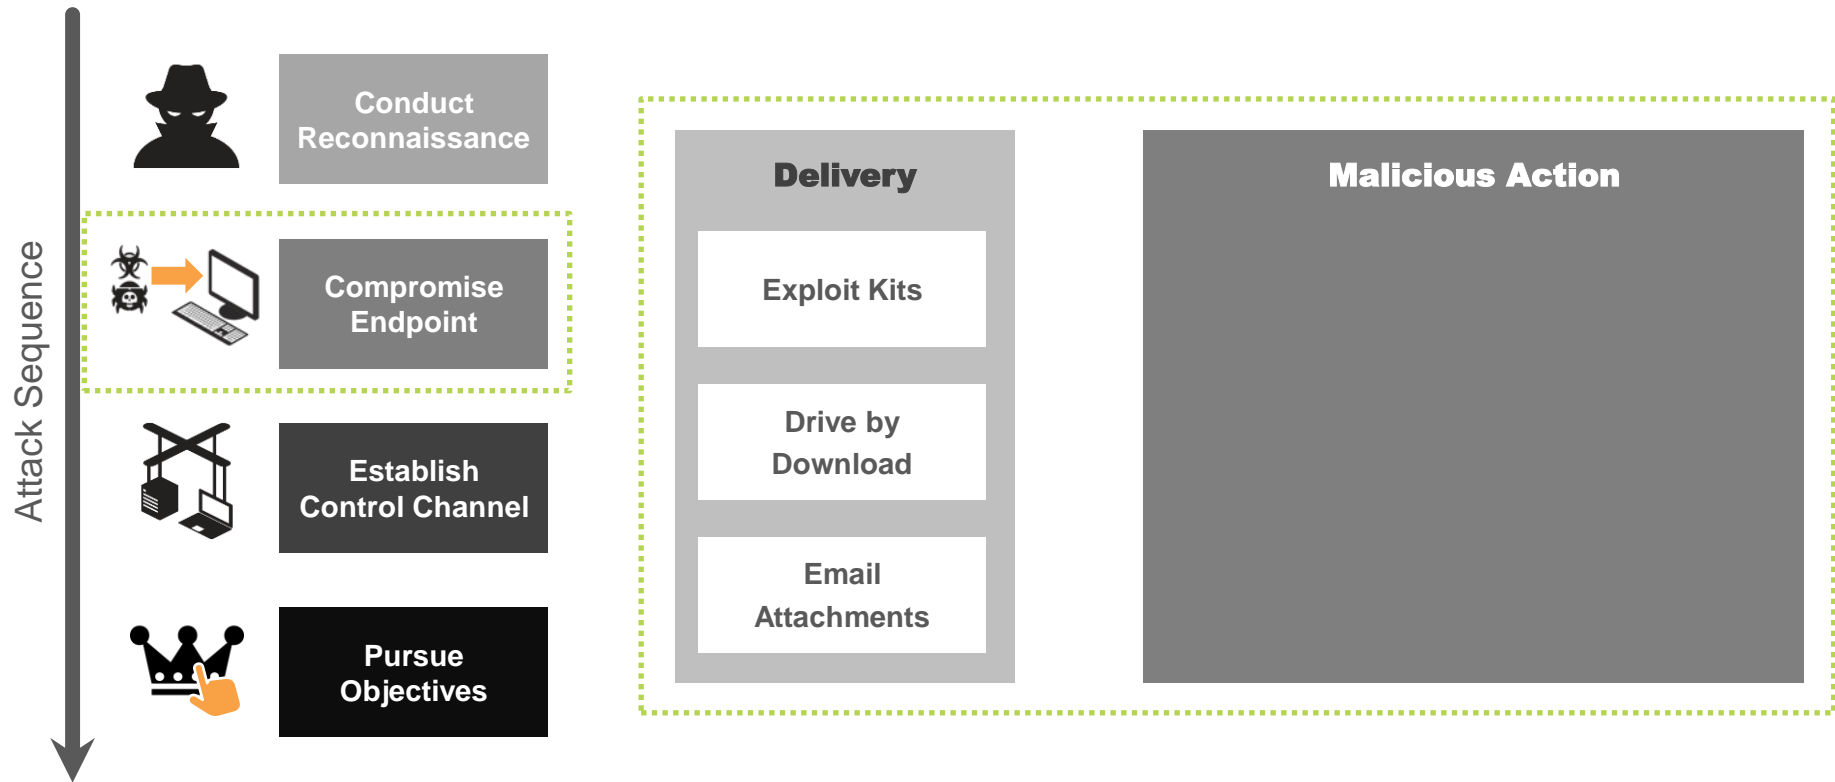 Attack Sequence
Conduct
Reconnaissance
Compromise
Endpoint
Establish
Control Channel
Pursue
Objectives
Delivery
Exploit Kits
Drive by
Download
Email
Attachments
Malicious Action